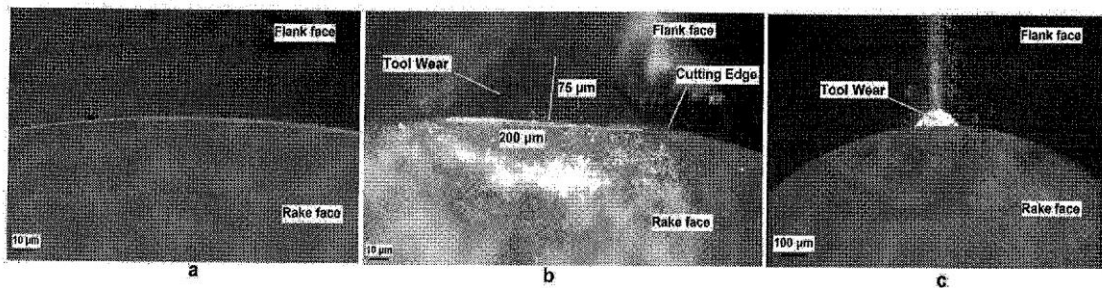 Flank face
Rake face
10 µm
a
Flank face
Tool Wear
75 µm
Cutting Edge
200 µm
Rake face
10 µm
b
Flank face
Tool Wear
Rake face
100 µm
c